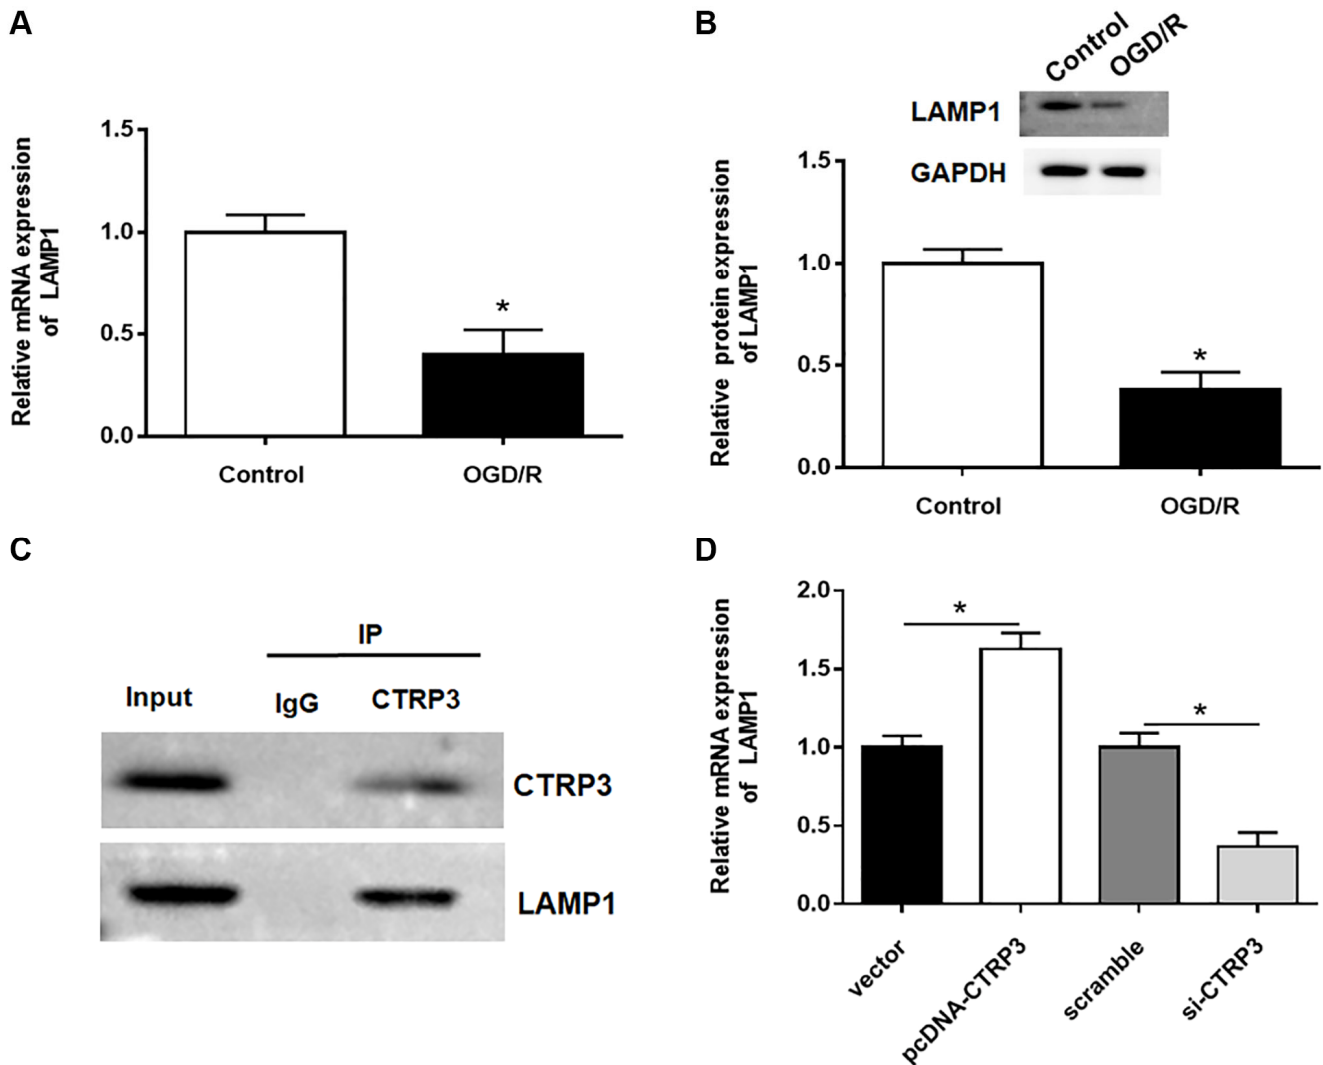 A
Relative mRNA expression
of LAMP1
1.5
1.0
0.5
0.0
*
Control
OGD/R
B
Control
OGD/R
LAMP1
GAPDH
Relative protein expression
of LAMP1
1.5
1.0
0.5
0.0
*
Control
OGD/R
C
IP
Input
IgG
CTRP3
CTRP3
LAMP1
D
Relative mRNA expression
of LAMP1
2.0
1.5
1.0
0.5
0.0
*
*
vector
pcDNA-CTRP3
scramble
si-CTRP3